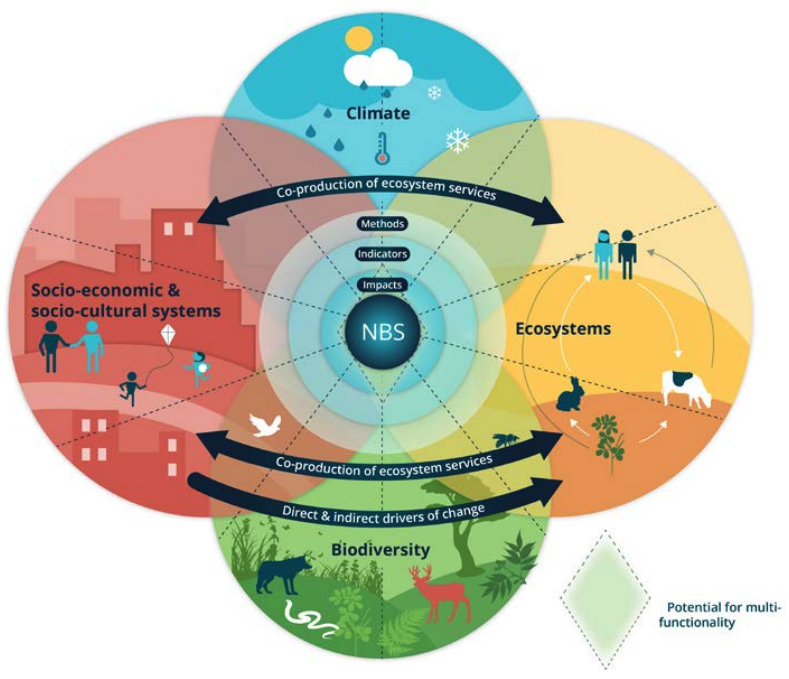 Climate
Co-production of ecosystem services
Methods
Indicators
Impacts
NBS
Socio-economic &
socio-cultural systems
Ecosystems
Co-production of ecosystem services
Direct & indirect drivers of change
Biodiversity
Potential for multi-
functionality